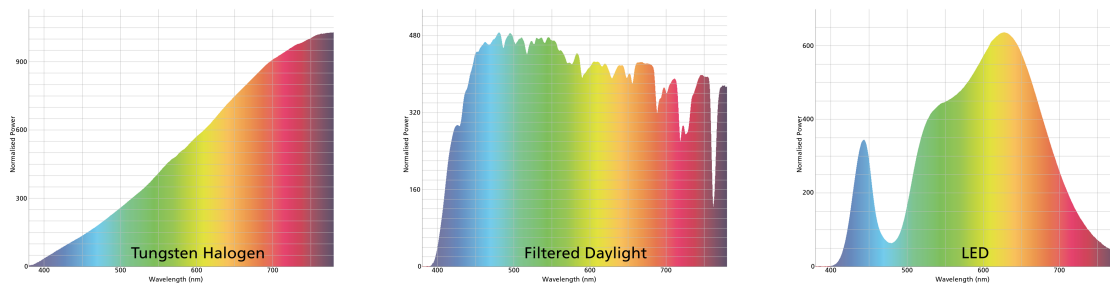 Normalised Power
900
600
300
0
400
500
600
700
Wavelength (nm)
Tungsten Halogen
Normalised Power
480
320
160
0
400
500
600
700
Wavelength (nm)
Filtered Daylight
Normalised Power
600
400
200
0
400
500
600
700
Wavelength (nm)
LED